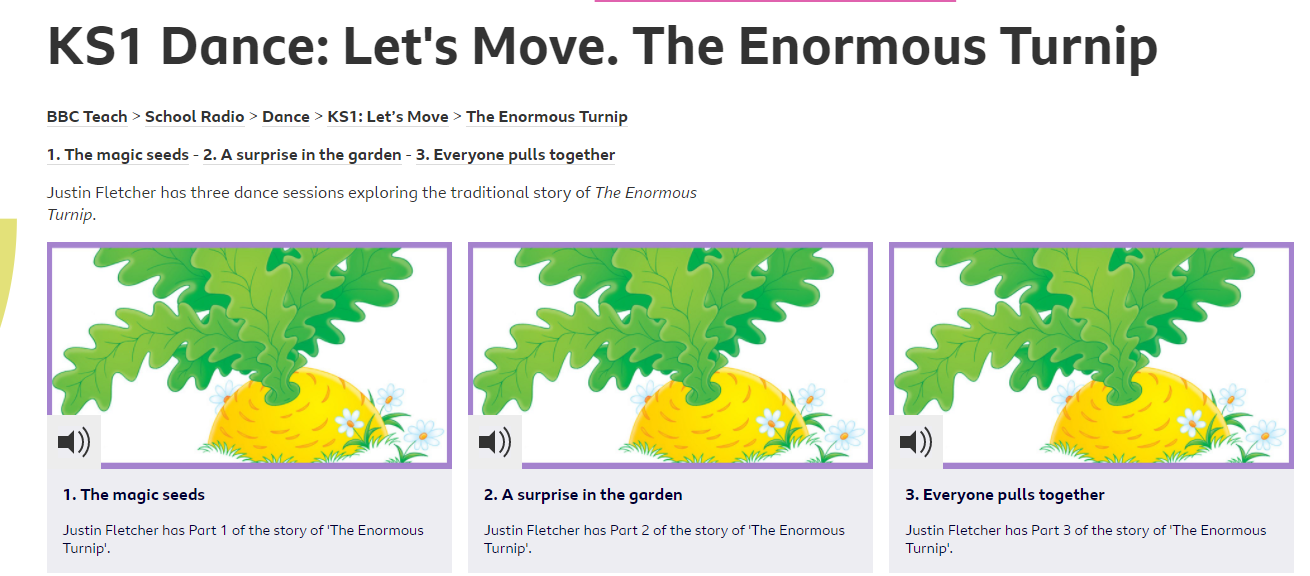 KS1 Dance: Let's Move. The Enormous Turnip
BBC Teach > School Radio > Dance > KS1: Let’s Move > The Enormous Turnip
1. The magic seeds - 2. A surprise in the garden - 3. Everyone pulls together
Justin Fletcher has three dance sessions exploring the traditional story of The Enormous
Turnip.
1. The magic seeds
Justin Fletcher has Part 1 of the story of 'The Enormous
Turnip'.
2. A surprise in the garden
Justin Fletcher has Part 2 of the story of 'The Enormous
Turnip'.
3. Everyone pulls together
Justin Fletcher has Part 3 of the story of 'The Enormous
Turnip'.